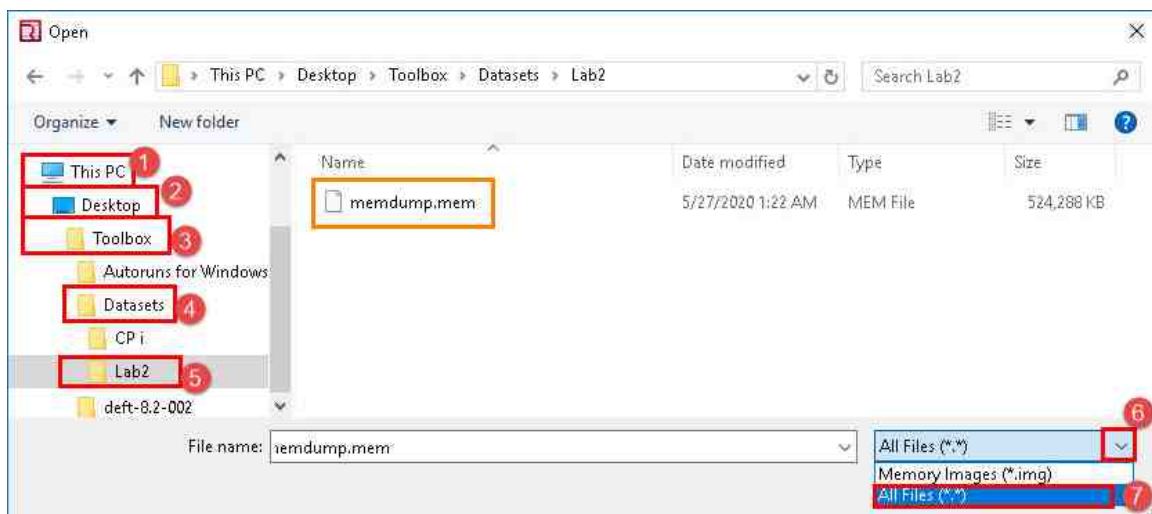 Open
This PC > Desktop > Toolbox > Datasets > Lab2
Search Lab2
Organize
New folder
Name
Date modified
Type
Size
This PC 1
Desktop 2
Toolbox 3
Autoruns for Windows
Datasets 4
CP i
Lab2 5
deft-8.2-002
memdump.mem
5/27/2020 1:22 AM
MEM File
524,288 KB
File name:
emdump.mem
All Files (*.*)
6
Memory Images (*.img)
All Files (*.*)
7